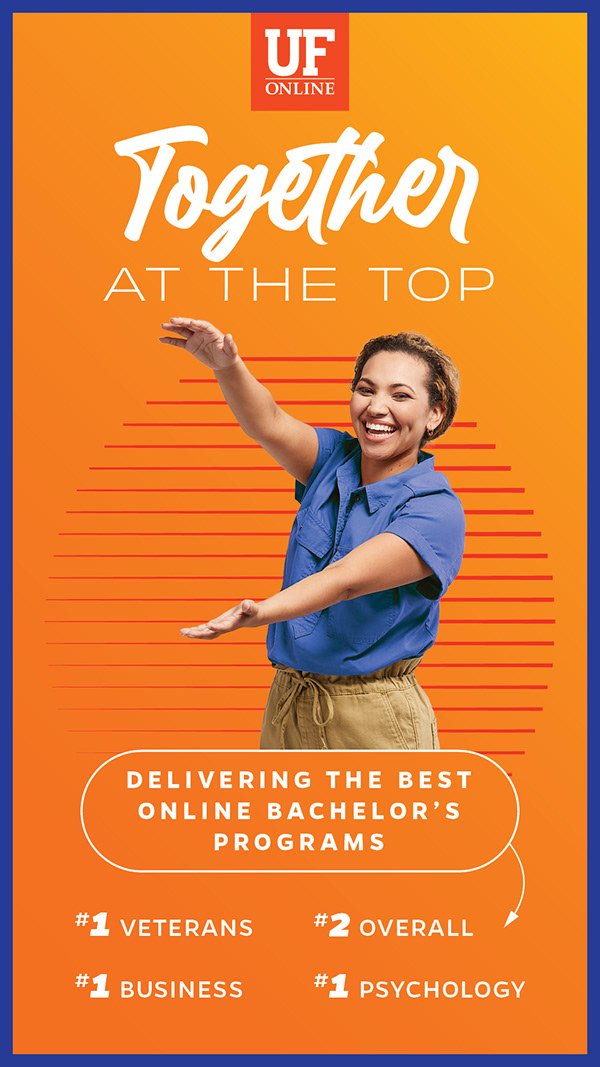 UF
ONLINE
Together
AT THE TOP
DELIVERING THE BEST
ONLINE BACHELOR'S
PROGRAMS
#1 VETERANS
#2 OVERALL
#1 BUSINESS
#1 PSYCHOLOGY